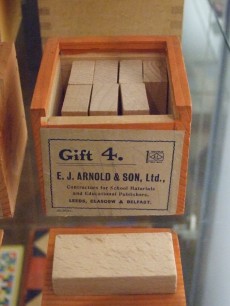 Gift 4.
E. J. ARNOLD & SON, Ltd.,
Contractors for School Materials
and Educational Publishers,
LEEDS, GLASGOW & BELFAST.